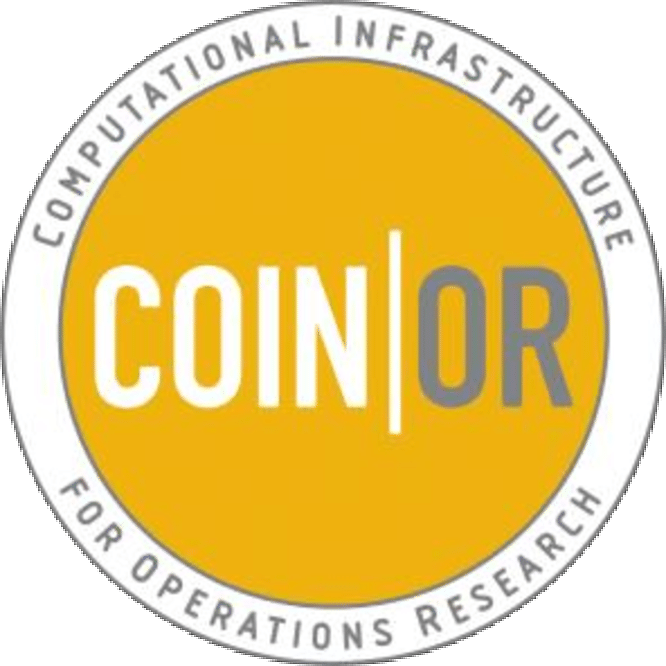 COMPUTATIONAL INFRASTRUCTURE
COIN|OR
FOR OPERATIONS RESEARCH